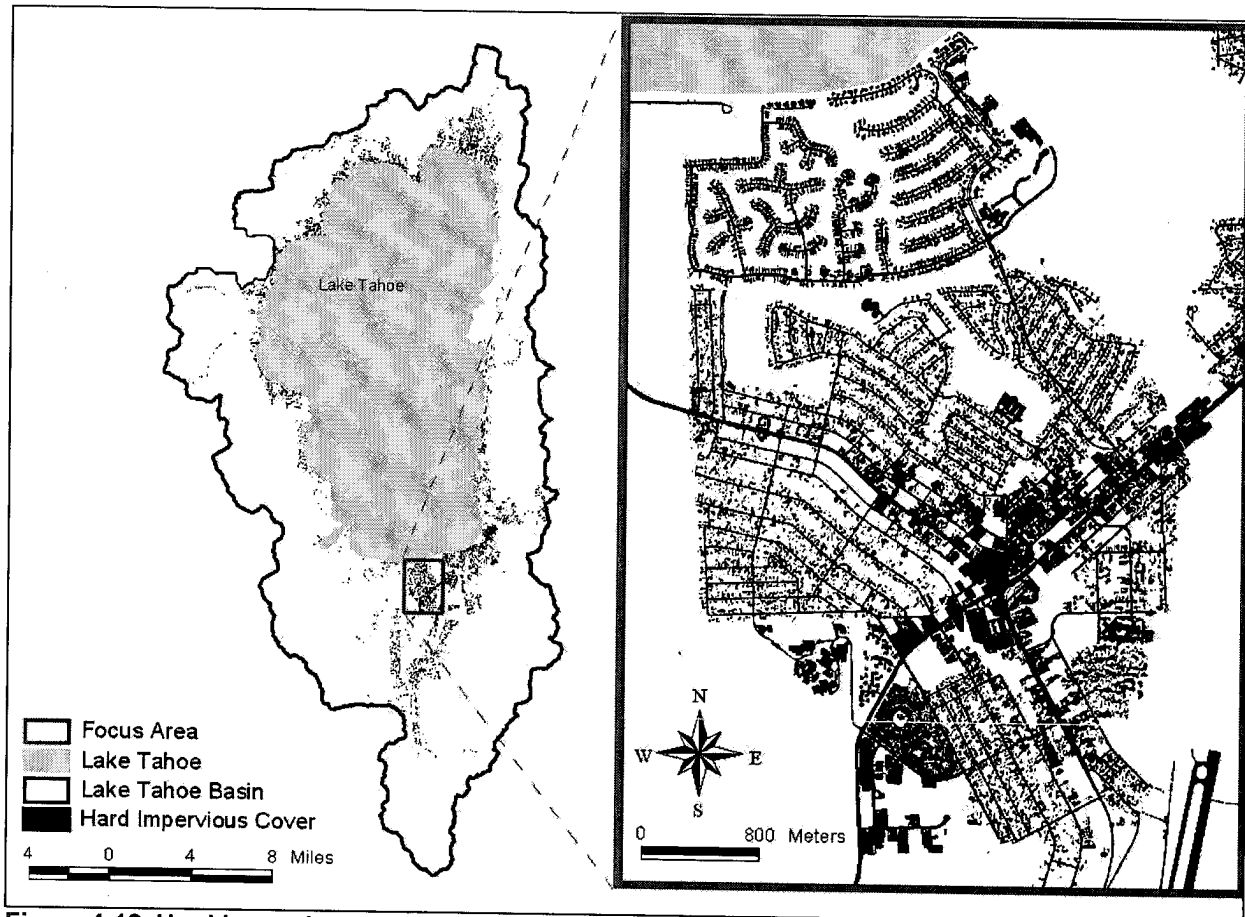 Lake Tahoe
Focus Area
Lake Tahoe
Lake Tahoe Basin
Hard Impervious Cover
4 0 4 8 Miles
N
W E
S
0 800 Meters